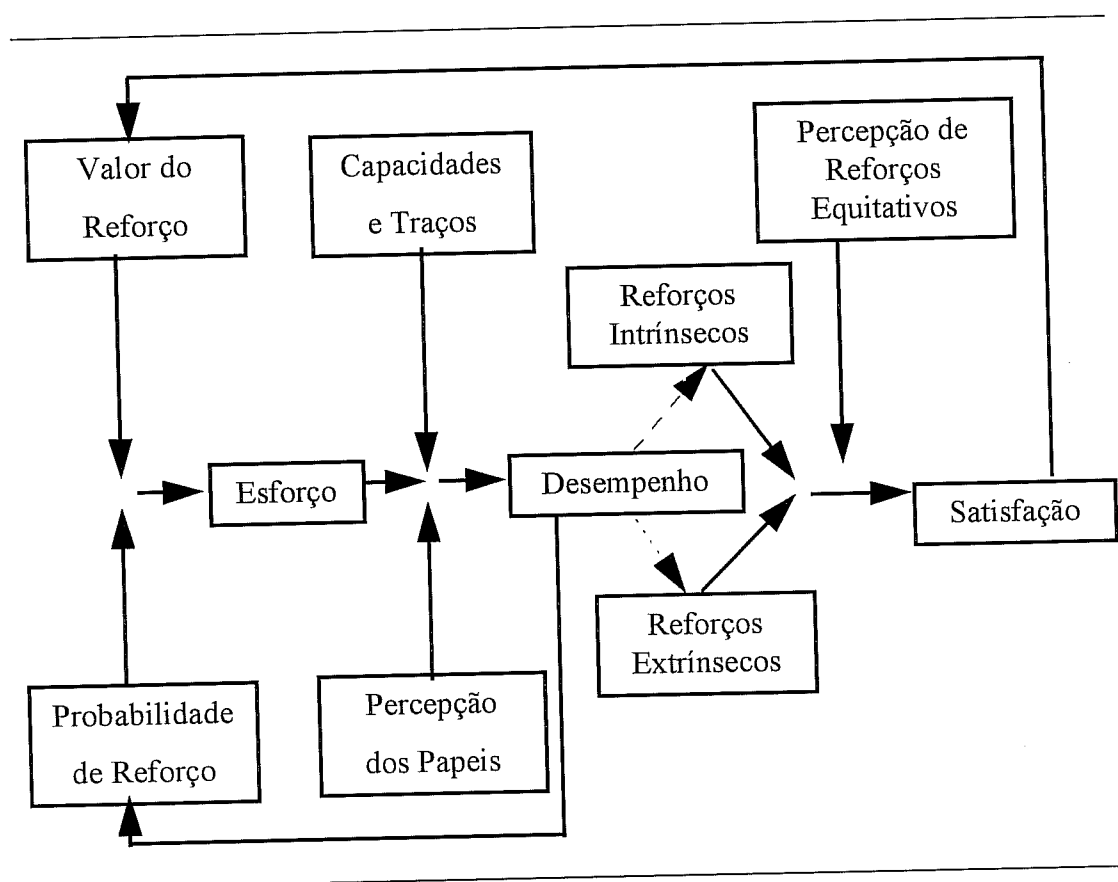 Valor do
Reforço
Capacidades
e Traços
Percepção de
Reforços
Equitativos
Reforços
Intrínsecos
Esforço
Desempenho
Satisfação
Reforços
Extrínsecos
Probabilidade
de Reforço
Percepção
dos Papeis